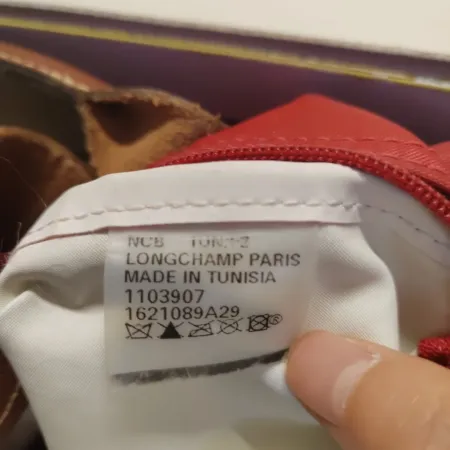 NCB
LONGCHAMP PARIS
MADE IN TUNISIA
1103907
1621089A29